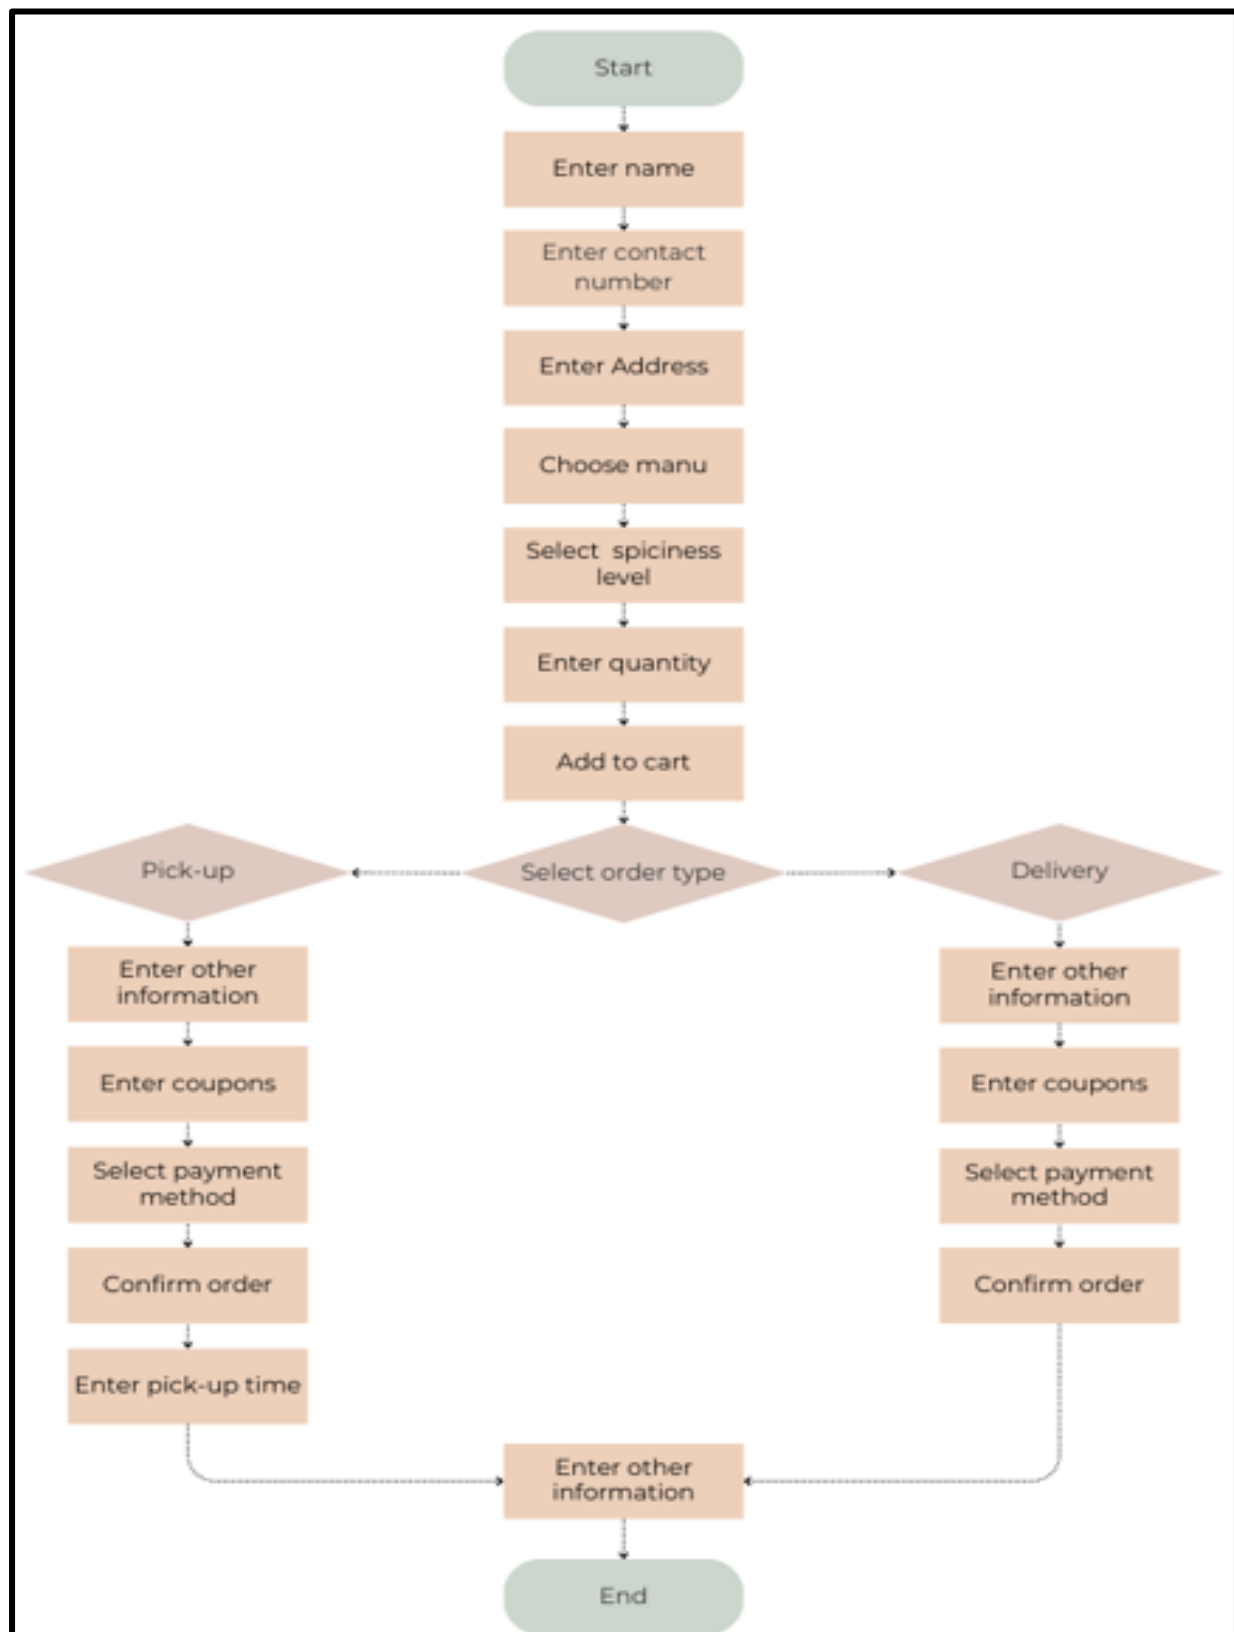 Start
Enter name
Enter contact
number
Enter Address
Choose manu
Select spiciness
level
Enter quantity
Add to cart
Select order type
Pick-up
Enter other
information
Enter coupons
Select payment
method
Confirm order
Enter pick-up time
Delivery
Enter other
information
Enter coupons
Select payment
method
Confirm order
Enter other
information
End